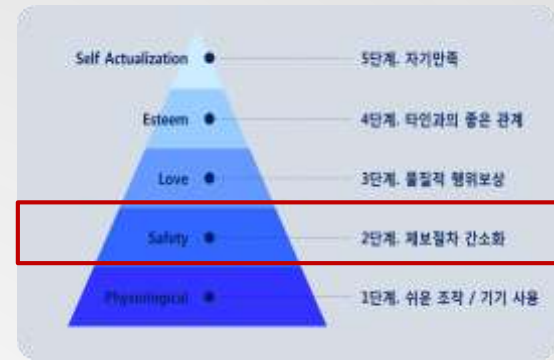 Self Actualization 5단계. 자기만족
Esteem 4단계. 타인과의 좋은 관계
Love 3단계. 물질적 행위보상
Safuty 2단계. 제보절차 간소화
Physiological 1단계. 쉬운 조작 / 기기 사용